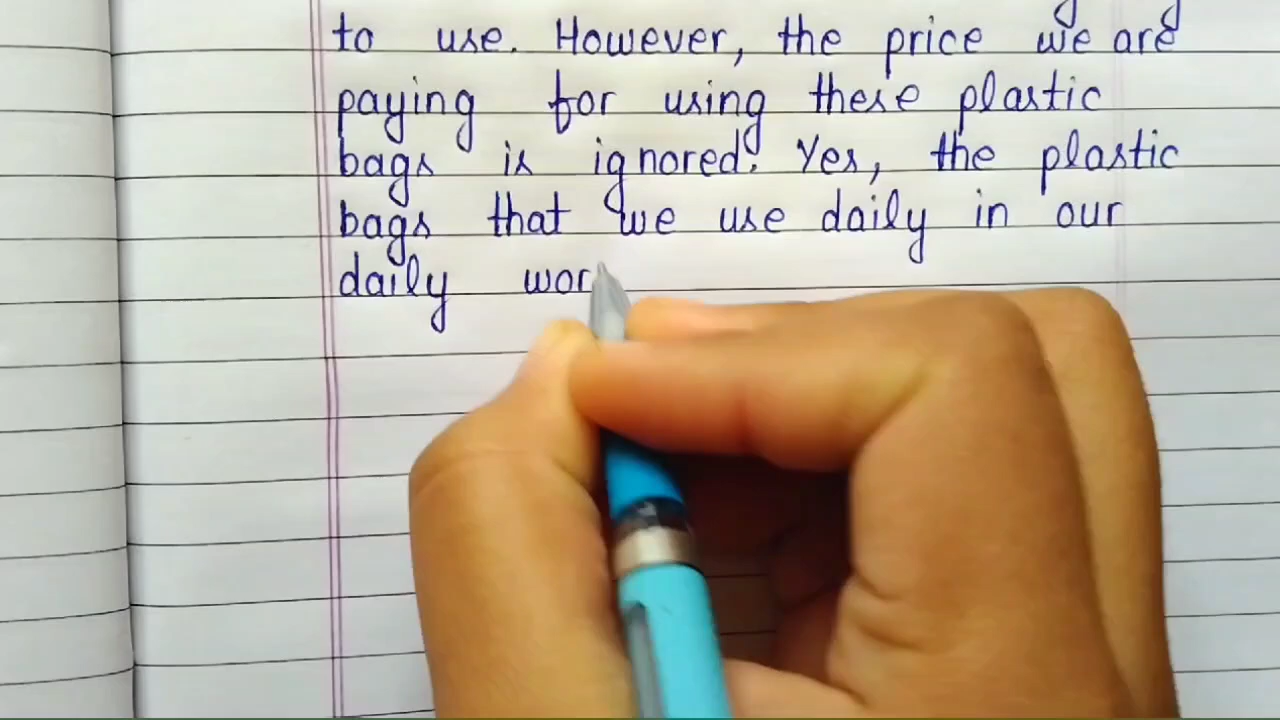 to use. However, the price we are
paying for using these plastic
bags is ignored. Yes, the plastic
bags that we use daily in our
daily wor